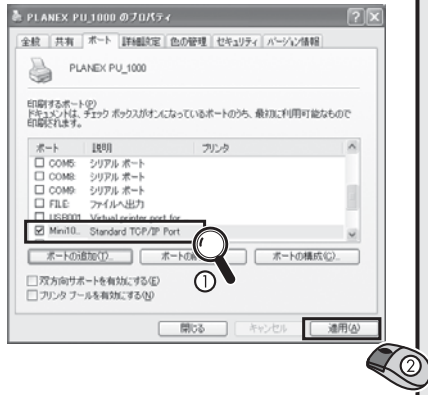 PLANEX PU_1000 のプロパティ
全般 共有 ポート 詳細設定 色の管理 セキュリティ バージョン情報
PLANEX PU_1000
印刷するポート(P)
ドキュメントは、チェック ボックスがオンになっているポートのうち、最初に利用可能なもので
印刷されます。
ポート 説明 プリンタ
COM5: シリアル ポート
COM8: シリアル ポート
COM9: シリアル ポート
FILE: ファイルへ出力
USB001 Virtual printer port for
Mini10... Standard TCP/IP Port
ポートの追加(T)... ポートの ポートの構成(C)...
①
双方向サポートを有効にする(E)
プリンタ プールを有効にする(N)
閉じる キャンセル 適用(A)
②